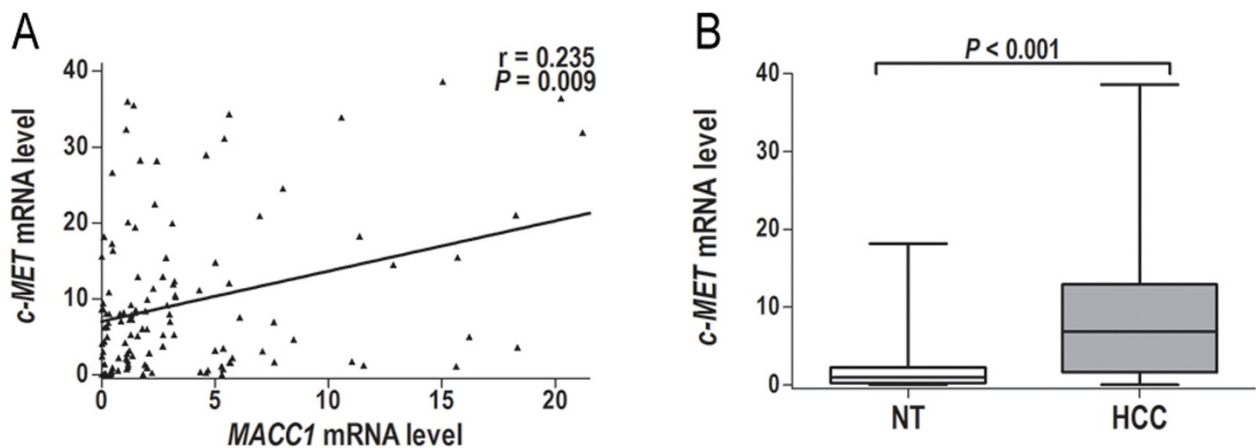 A
r = 0.235
P = 0.009
c-MET mRNA level
40
30
20
10
0
0 5 10 15 20
MACC1 mRNA level
B
P < 0.001
c-MET mRNA level
40
30
20
10
0
NT HCC